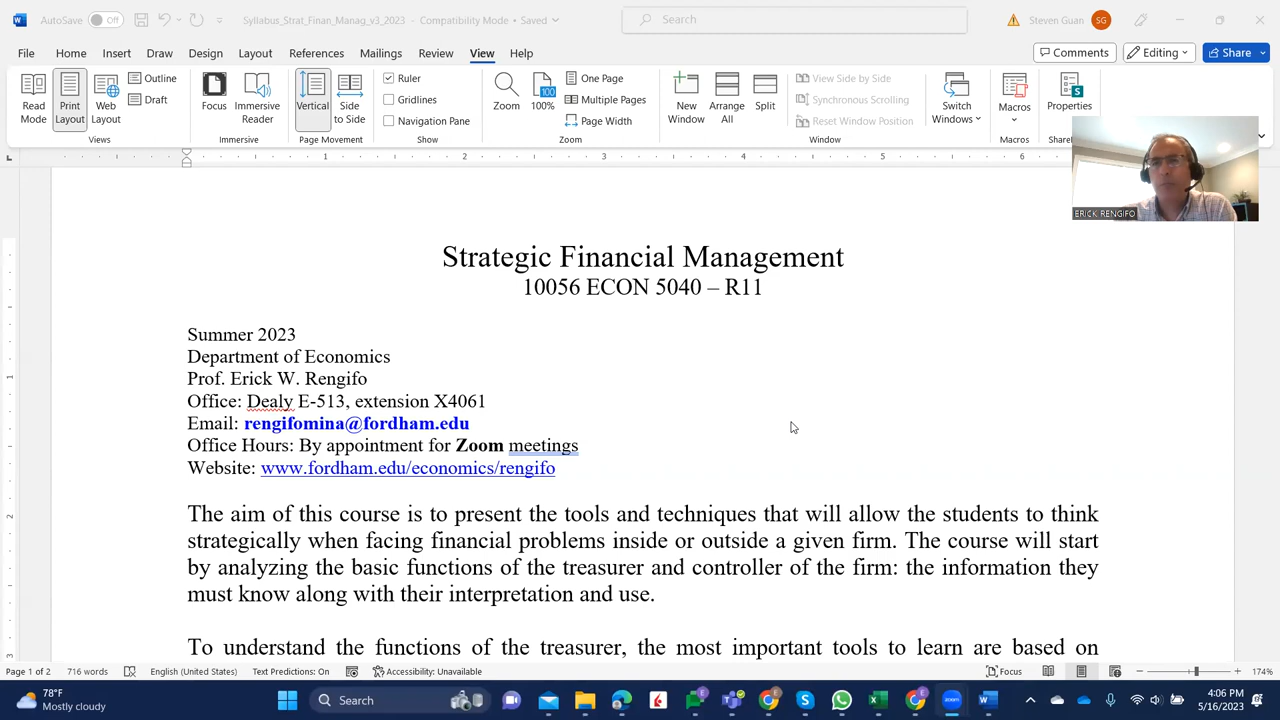 AutoSave Off Syllabus_Strat_Finan_Manag_v3_2023 - Compatibility Mode • Saved Search Steven Guan SG
File Home Insert Draw Design Layout References Mailings Review View Help Comments Editing Share
Read Mode Print Layout Web Layout Outline Draft Focus Immersive Reader Vertical Side to Side Ruler Gridlines Navigation Pane Zoom 100% One Page Multiple Pages Page Width New Window Arrange All Split View Side by Side Synchronous Scrolling Reset Window Position Switch Windows Macros Properties
Views Immersive Page Movement Show Zoom Window Macros
ERICK RENGIFO
Strategic Financial Management
10056 ECON 5040 – R11
Summer 2023
Department of Economics
Prof. Erick W. Rengifo
Office: Dealy E-513, extension X4061
Email: rengifomina@fordham.edu
Office Hours: By appointment for Zoom meetings
Website: www.fordham.edu/economics/rengifo
The aim of this course is to present the tools and techniques that will allow the students to think
strategically when facing financial problems inside or outside a given firm. The course will start
by analyzing the basic functions of the treasurer and controller of the firm: the information they
must know along with their interpretation and use.
To understand the functions of the treasurer, the most important tools to learn are based on
Page 1 of 2 716 words English (United States) Text Predictions: On Accessibility: Unavailable Focus 174%
78°F
Mostly cloudy
Search
4:06 PM
5/16/2023